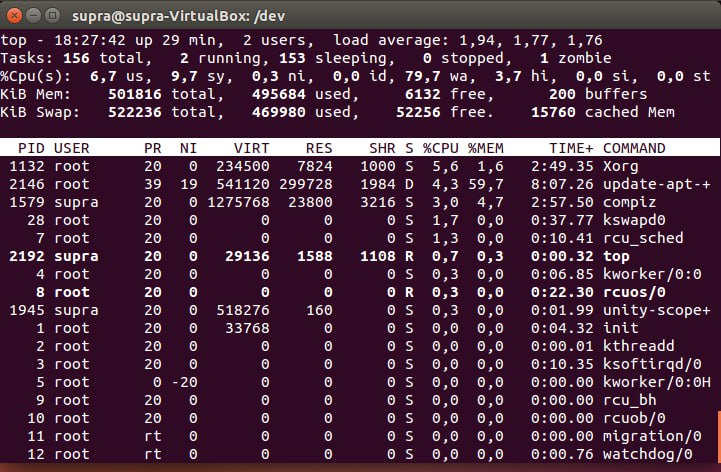 supra@supra-VirtualBox: /dev
top - 18:27:42 up 29 min,  2 users,  load average: 1,94, 1,77, 1,76
Tasks: 156 total,   2 running, 153 sleeping,   0 stopped,   1 zombie
%Cpu(s):  6,7 us,  9,7 sy,  0,3 ni,  0,0 id, 79,7 wa,  3,7 hi,  0,0 si,  0,0 st
KiB Mem:    501816 total,   495684 used,     6132 free,      200 buffers
KiB Swap:   522236 total,   469980 used,    52256 free.    15760 cached Mem
PID USER      PR  NI    VIRT    RES    SHR S %CPU %MEM     TIME+ COMMAND
1132 root      20   0  234500   7824   1000 S  5,6  1,6   2:49.35 Xorg
2146 root      39  19  541120 299728   1984 D  4,3 59,7   8:07.26 update-apt-+
1579 supra     20   0 1275768  23800   3216 S  3,0  4,7   2:57.50 compiz
28 root      20   0       0      0      0 S  1,7  0,0   0:37.77 kswapd0
7 root      20   0       0      0      0 S  1,3  0,0   0:10.41 rcu_sched
2192 supra     20   0   29136   1588   1108 R  0,7  0,3   0:00.32 top
4 root      20   0       0      0      0 S  0,3  0,0   0:06.85 kworker/0:0
8 root      20   0       0      0      0 R  0,3  0,0   0:22.30 rcuos/0
1945 supra     20   0  518276    160      0 S  0,3  0,0   0:01.99 unity-scope+
1 root      20   0   33768      0      0 S  0,0  0,0   0:04.32 init
2 root      20   0       0      0      0 S  0,0  0,0   0:00.01 kthreadd
3 root      20   0       0      0      0 S  0,0  0,0   0:10.35 ksoftirqd/0
5 root       0 -20       0      0      0 S  0,0  0,0   0:00.00 kworker/0:0H
9 root      20   0       0      0      0 S  0,0  0,0   0:00.00 rcu_bh
10 root      20   0       0      0      0 S  0,0  0,0   0:00.00 rcuob/0
11 root      rt   0       0      0      0 S  0,0  0,0   0:00.00 migration/0
12 root      rt   0       0      0      0 S  0,0  0,0   0:00.76 watchdog/0